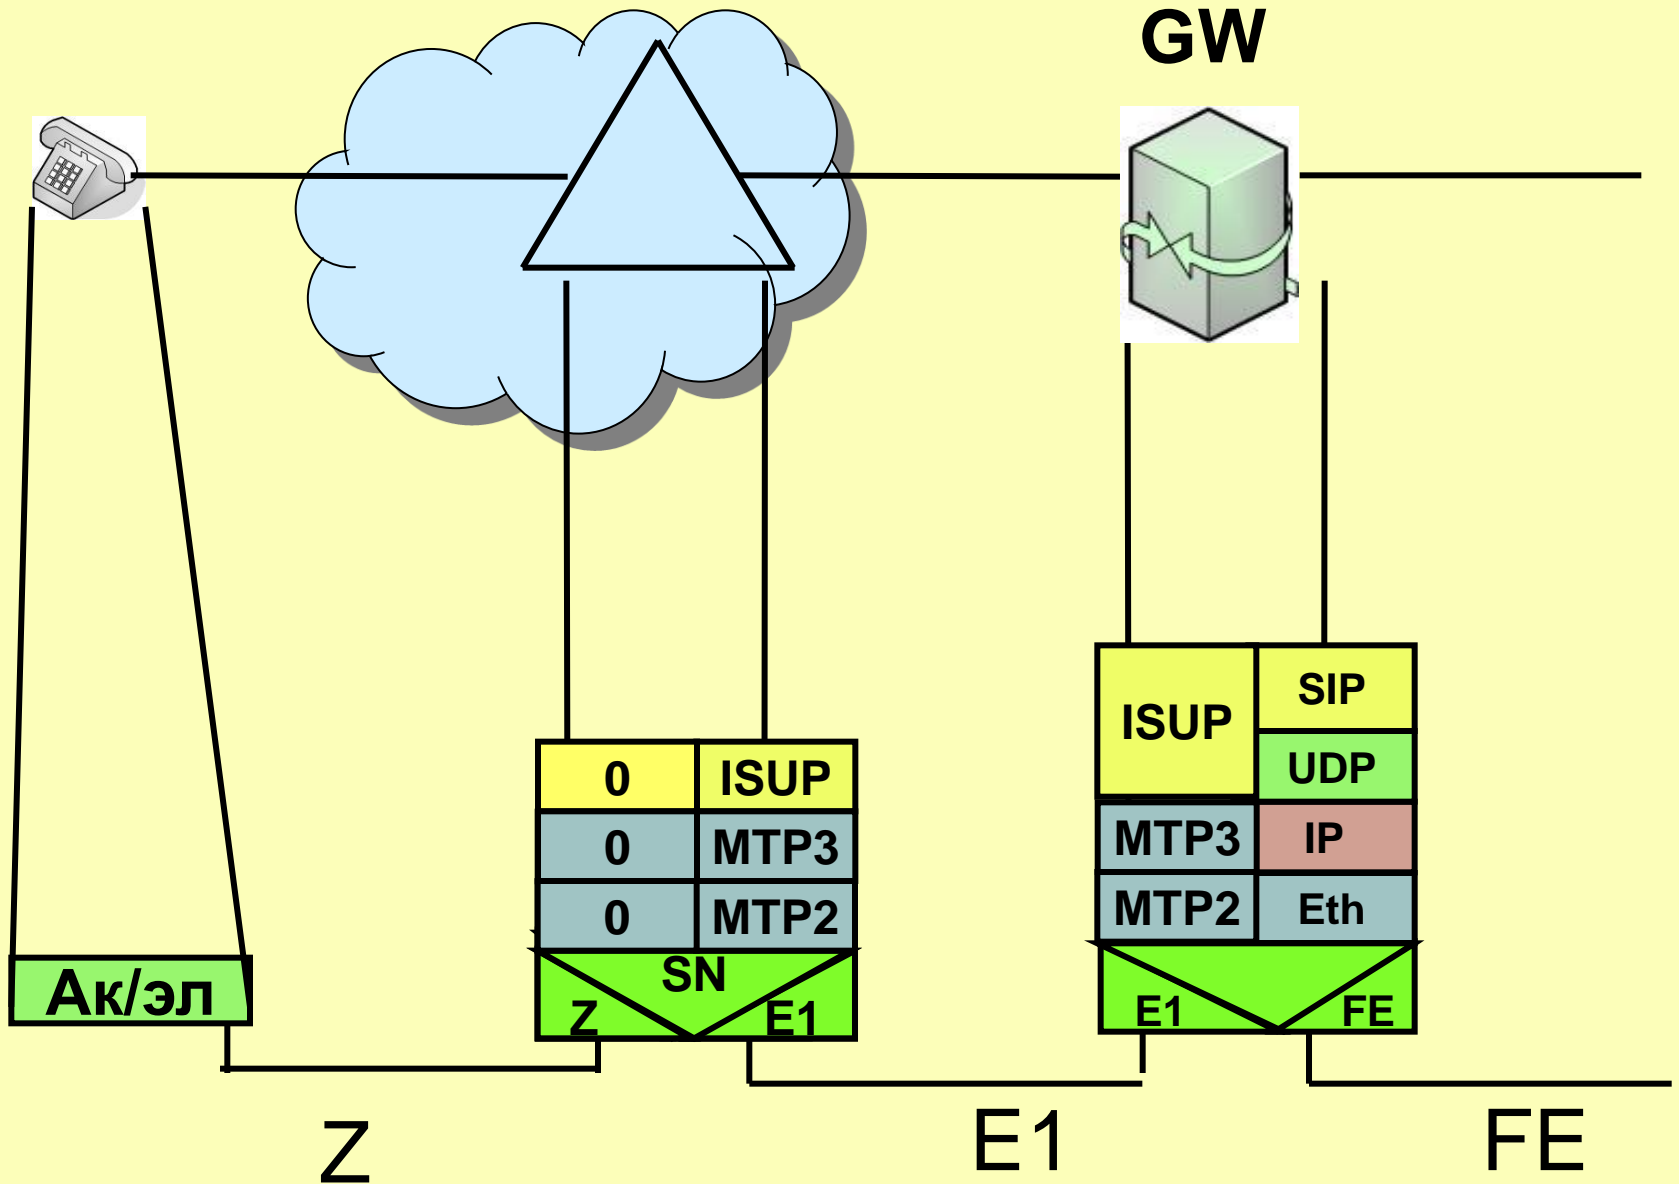 GW
ISUP
SIP
UDP
MTP3
IP
MTP2
Eth
E1
FE
0
ISUP
0
MTP3
0
MTP2
SN
Z
E1
Ак/эл
Z
E1
FE